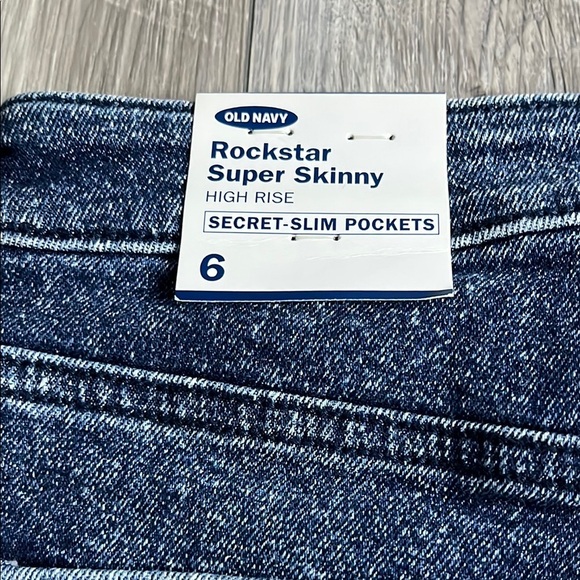 OLD NAVY
Rockstar
Super Skinny
HIGH RISE
SECRET-SLIM POCKETS
6